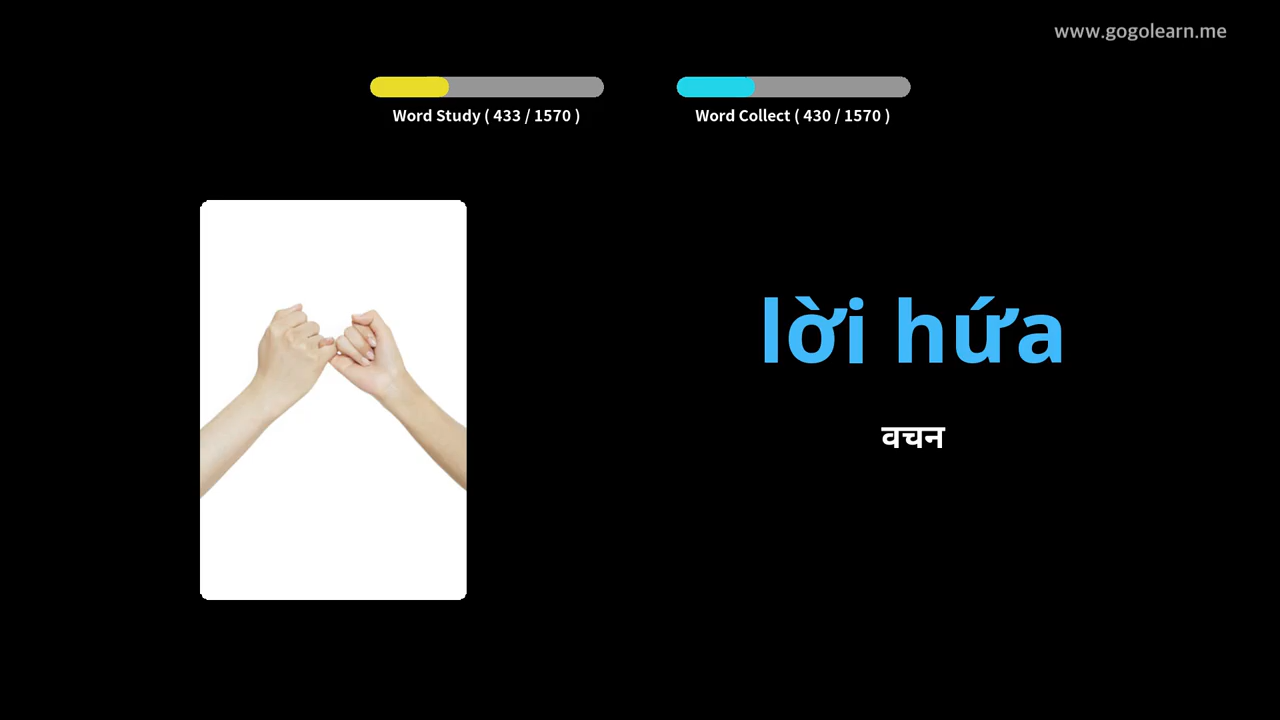 www.gogolearn.me
Word Study ( 433 / 1570 )
Word Collect ( 430 / 1570 )
lời hứa
वचन